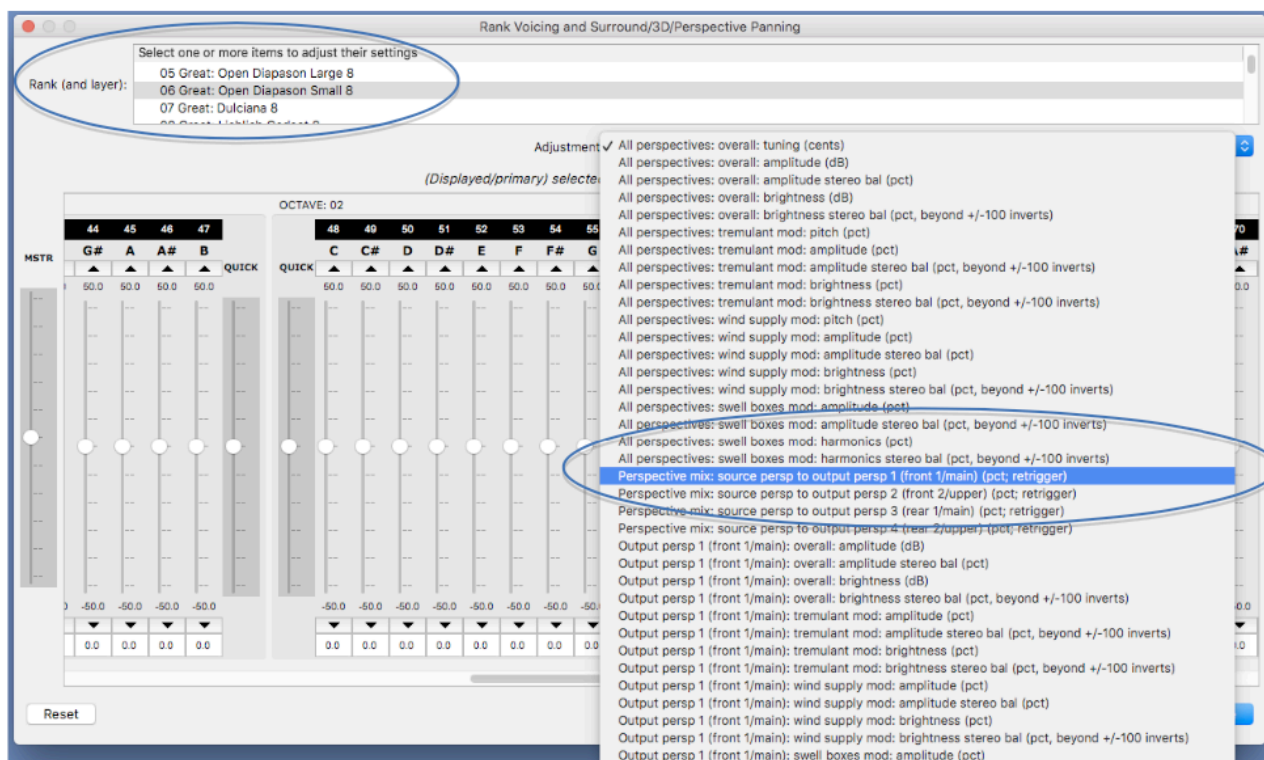 Rank Voicing and Surround/3D/Perspective Panning
Select one or more items to adjust their settings
Rank (and layer):
05 Great: Open Diapason Large 8
06 Great: Open Diapason Small 8
07 Great: Dulciana 8
Adjustment ✓ All perspectives: overall: tuning (cents)
All perspectives: overall: amplitude (dB)
(Displayed/primary) selecte
All perspectives: overall: amplitude stereo bal (pct)
All perspectives: overall: brightness (dB)
All perspectives: overall: brightness stereo bal (pct, beyond +/-100 inverts)
All perspectives: tremulant mod: pitch (pct)
All perspectives: tremulant mod: amplitude (pct)
All perspectives: tremulant mod: amplitude stereo bal (pct, beyond +/-100 inverts)
All perspectives: tremulant mod: brightness (pct)
All perspectives: tremulant mod: brightness stereo bal (pct, beyond +/-100 inverts)
All perspectives: wind supply mod: pitch (pct)
All perspectives: wind supply mod: amplitude (pct)
All perspectives: wind supply mod: amplitude stereo bal (pct)
All perspectives: wind supply mod: brightness (pct)
All perspectives: wind supply mod: brightness stereo bal (pct, beyond +/-100 inverts)
All perspectives: swell boxes mod: amplitude (pct)
All perspectives: swell boxes mod: amplitude stereo bal (pct, beyond +/-100 inverts)
All perspectives: swell boxes mod: harmonics (pct)
All perspectives: swell boxes mod: harmonics stereo bal (pct, beyond +/-100 inverts)
Perspective mix: source persp to output persp 1 (front 1/main) (pct; retrigger)
Perspective mix: source persp to output persp 2 (front 2/upper) (pct; retrigger)
Perspective mix: source persp to output persp 3 (rear 1/main) (pct; retrigger)
Perspective mix: source persp to output persp 4 (rear 2/upper) (pct; retrigger)
Output persp 1 (front 1/main): overall: amplitude (dB)
Output persp 1 (front 1/main): overall: amplitude stereo bal (pct)
Output persp 1 (front 1/main): overall: brightness (dB)
Output persp 1 (front 1/main): overall: brightness stereo bal (pct, beyond +/-100 inverts)
Output persp 1 (front 1/main): tremulant mod: amplitude (pct)
Output persp 1 (front 1/main): tremulant mod: amplitude stereo bal (pct, beyond +/-100 inverts)
Output persp 1 (front 1/main): tremulant mod: brightness (pct)
Output persp 1 (front 1/main): tremulant mod: brightness stereo bal (pct, beyond +/-100 inverts)
Output persp 1 (front 1/main): wind supply mod: amplitude (pct)
Output persp 1 (front 1/main): wind supply mod: amplitude stereo bal (pct)
Output persp 1 (front 1/main): wind supply mod: brightness (pct)
Output persp 1 (front 1/main): wind supply mod: brightness stereo bal (pct, beyond +/-100 inverts)
Output persp 1 (front 1/main): swell boxes mod: amplitude (pct)
OCTAVE: 02
44 45 46 47 48 49 50 51 52 53 54 55 70
MSTR G# A A# B QUICK QUICK C C# D D# E F F# G A#
50.0 50.0 50.0 50.0 50.0 50.0 50.0 50.0 50.0 50.0 50.0 50.0
-50.0 -50.0 -50.0 -50.0 -50.0 -50.0 -50.0 -50.0 -50.0 -50.0 -50.0
0.0 0.0 0.0 0.0 0.0 0.0 0.0 0.0 0.0 0.0 0.0 0.0
Reset